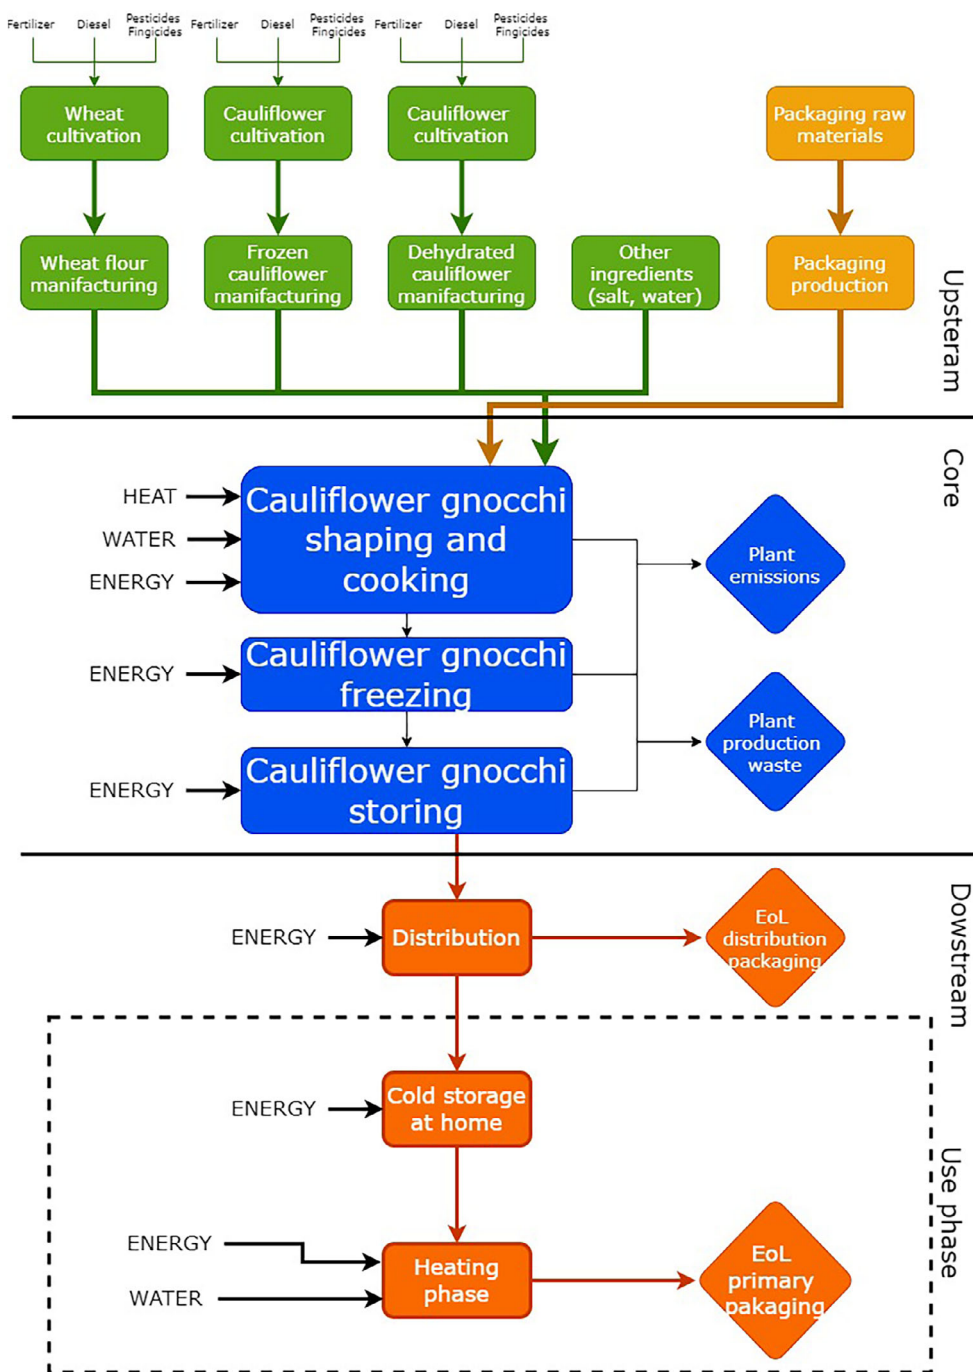 Fertilizer
Diesel
Pesticides
Fingicides
Fertilizer
Diesel
Pesticides
Fingicides
Fertilizer
Diesel
Pesticides
Fingicides
Wheat
cultivation
Cauliflower
cultivation
Cauliflower
cultivation
Packaging raw
materials
Wheat flour
manifacturing
Frozen
cauliflower
manifacturing
Dehydrated
cauliflower
manifacturing
Other
ingredients
(salt, water)
Packaging
production
Upsteram
Core
HEAT
WATER
ENERGY
Cauliflower gnocchi
shaping and
cooking
Plant
emissions
ENERGY
Cauliflower gnocchi
freezing
Plant
production
waste
ENERGY
Cauliflower gnocchi
storing
Dowstream
ENERGY
Distribution
EoL
distribution
packaging
Use phase
ENERGY
Cold storage
at home
ENERGY
WATER
Heating
phase
EoL
primary
pakaging